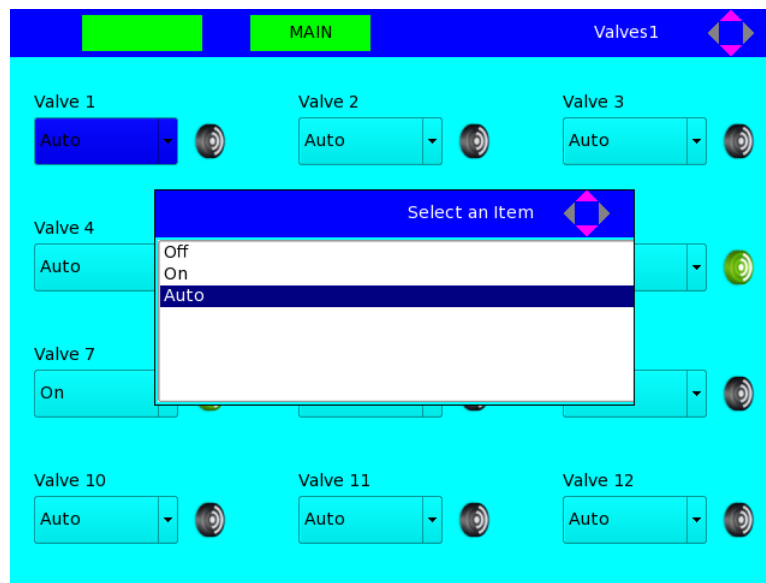 MAIN
Valves1
Valve 1
Valve 2
Valve 3
Auto
Auto
Auto
Select an Item
Valve 4
Off
On
Auto
Auto
Valve 7
On
Valve 10
Valve 11
Valve 12
Auto
Auto
Auto